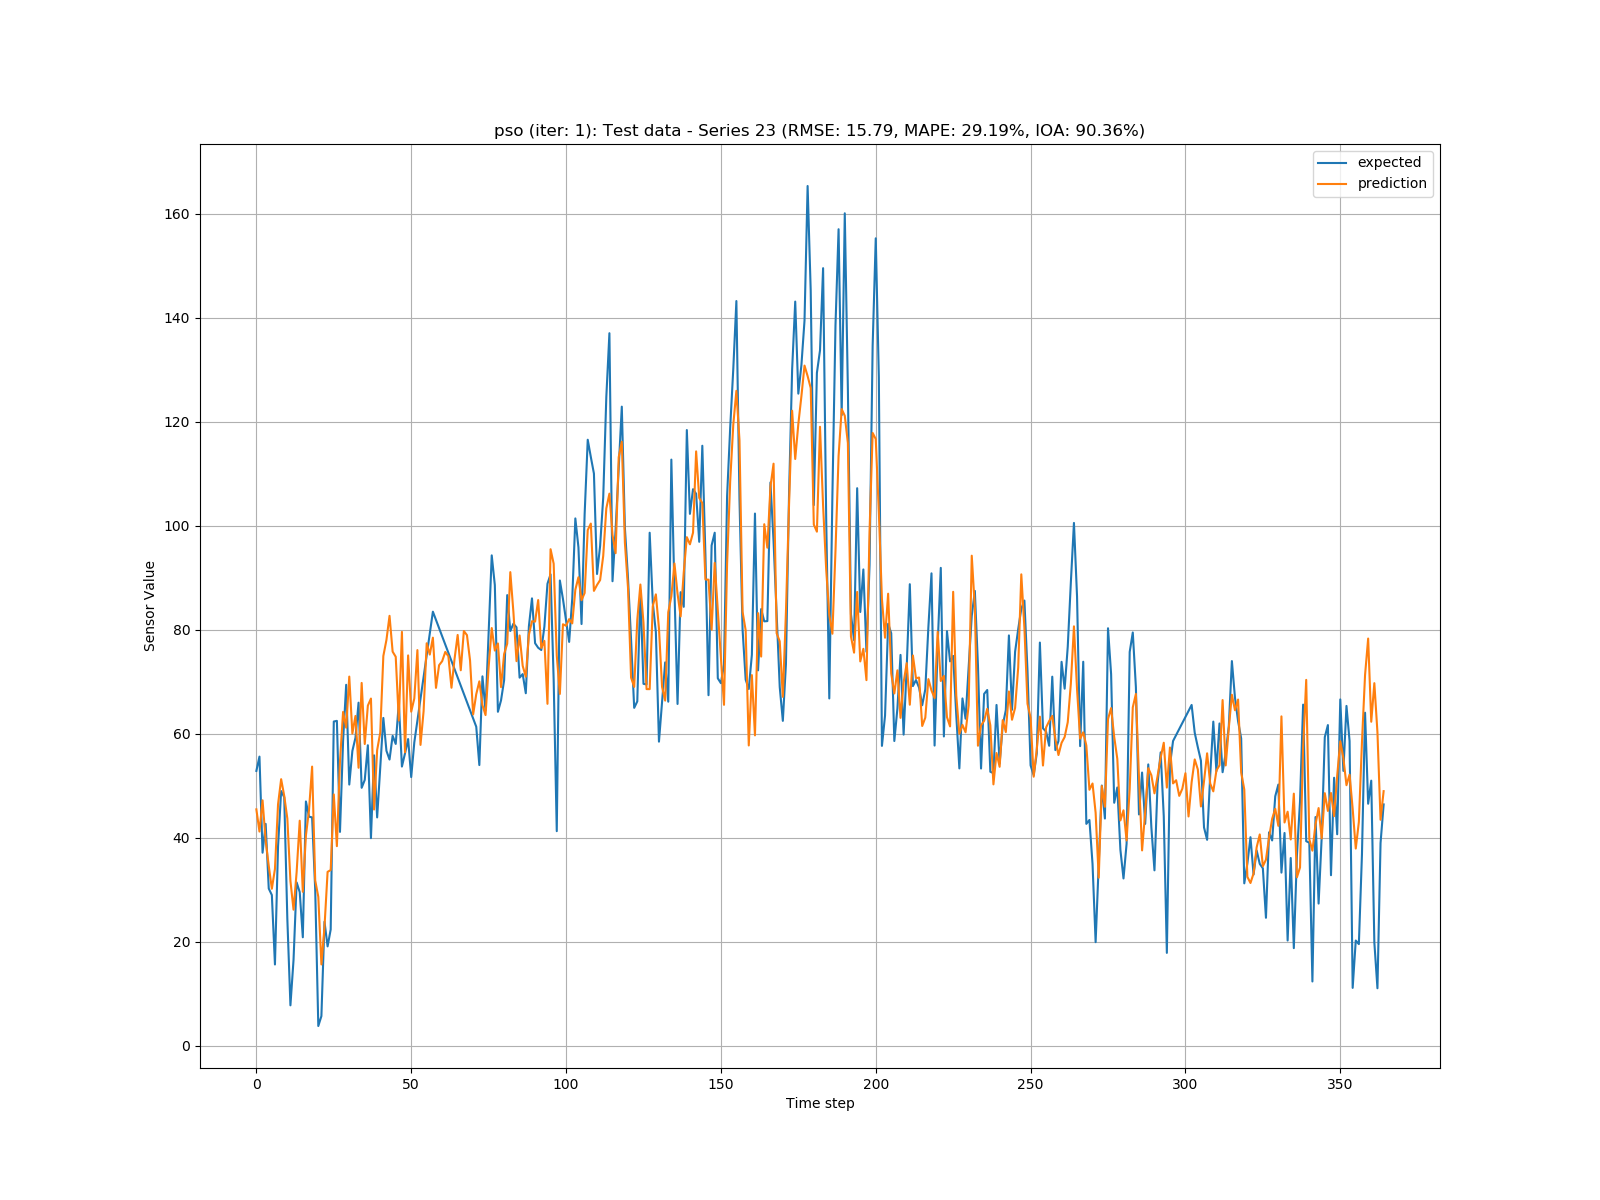 pso (iter: 1): Test data - Series 23 (RMSE: 15.79, MAPE: 29.19%, IOA: 90.36%)
expected
prediction
160
140
120
100
80
60
40
20
0
Sensor Value
0 50 100 150 200 250 300 350
Time step